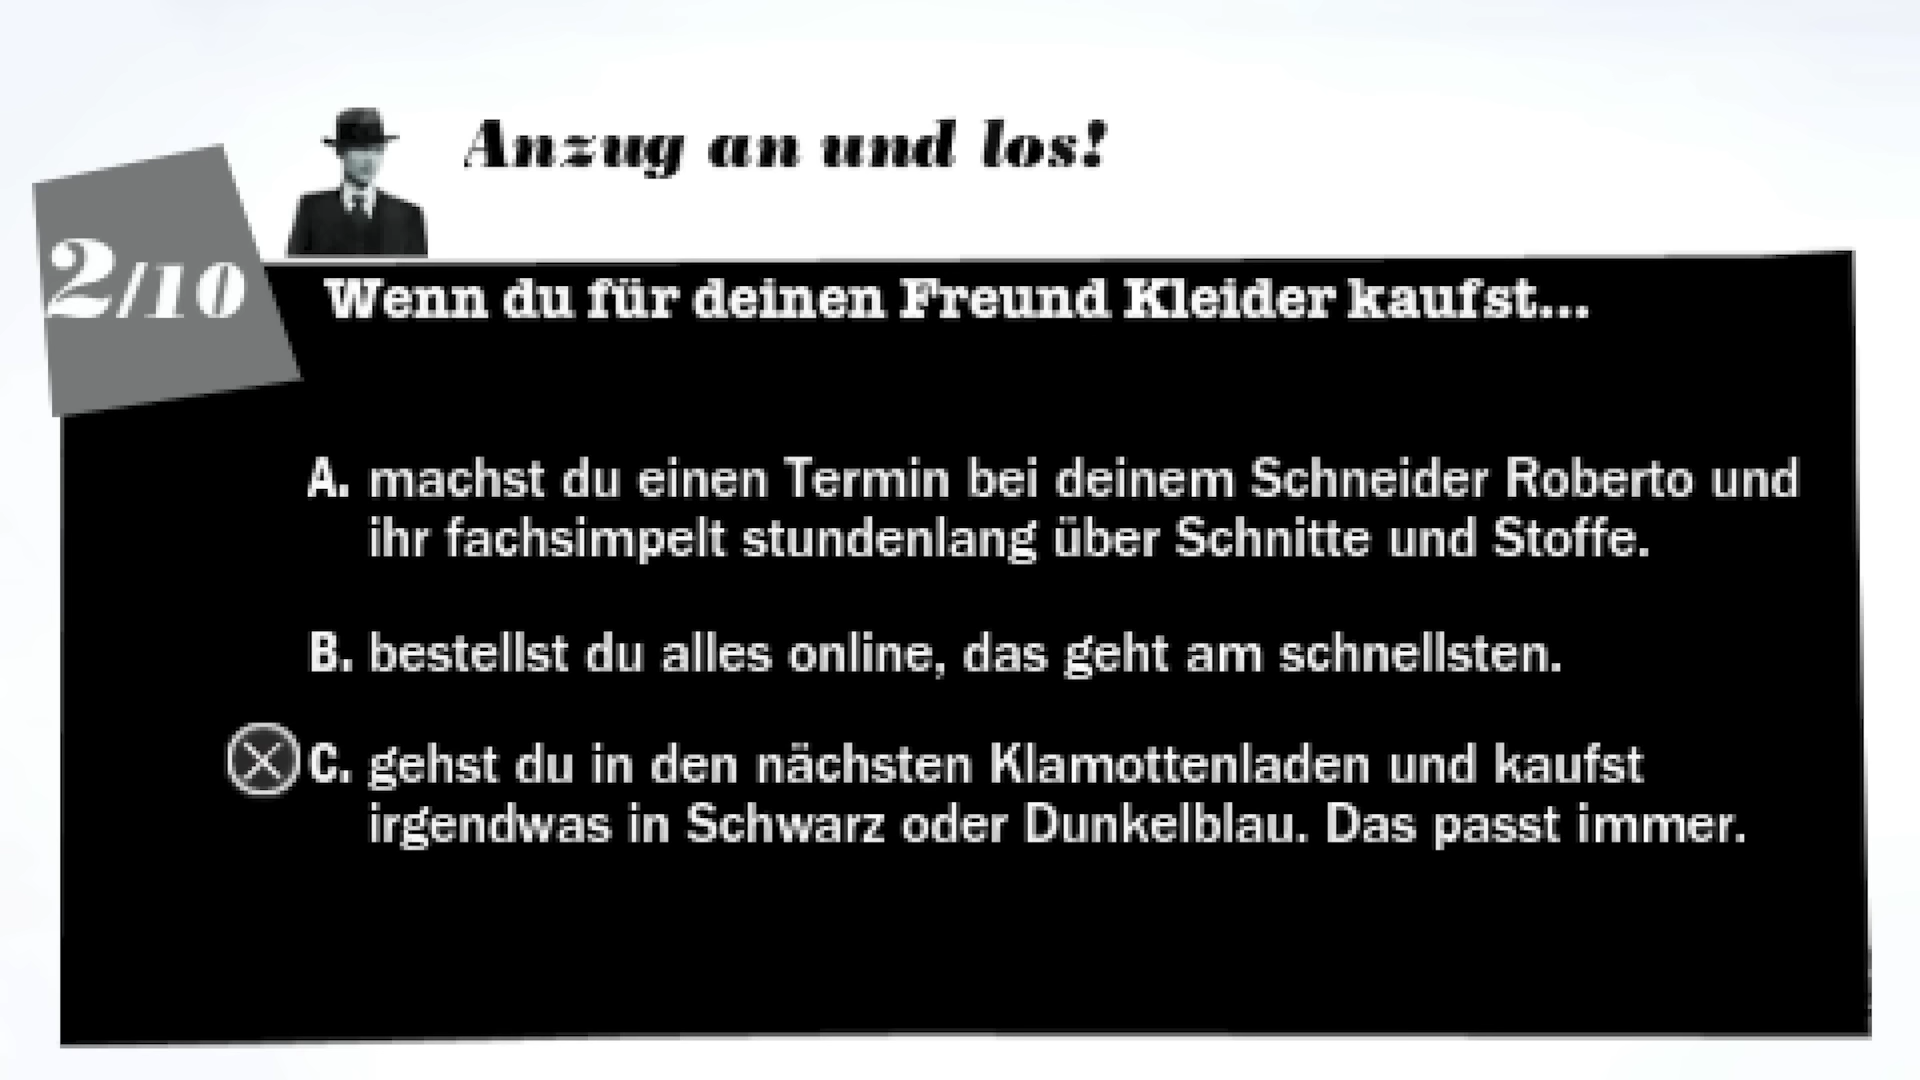 Anzug an und los!
2/10
Wenn du für deinen Freund Kleider kaufst...
A. machst du einen Termin bei deinem Schneider Roberto und
ihr fachsimpelt stundenlang über Schnitte und Stoffe.
B. bestellst du alles online, das geht am schnellsten.
C. gehst du in den nächsten Klamottenladen und kaufst
irgendwas in Schwarz oder Dunkelblau. Das passt immer.